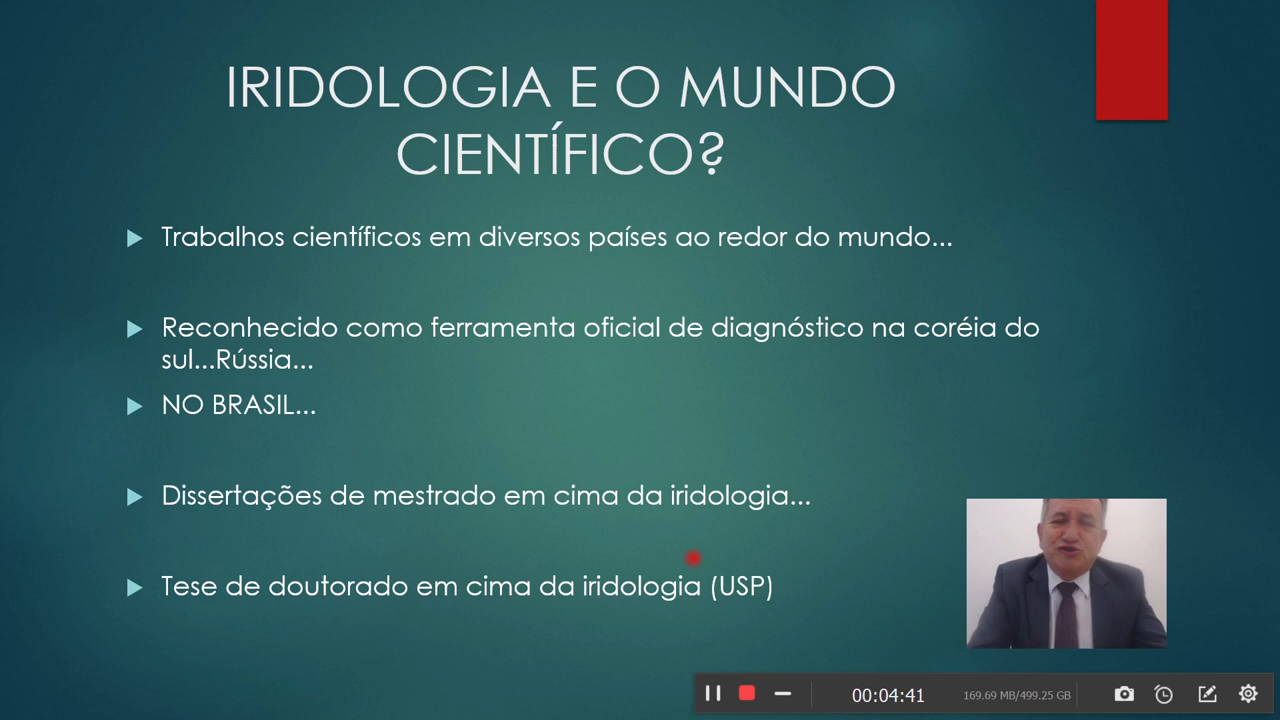 IRIDOLOGIA E O MUNDO
CIENTÍFICO?
Trabalhos científicos em diversos países ao redor do mundo...
Reconhecido como ferramenta oficial de diagnóstico na coréia do
sul...Rússia...
NO BRASIL...
Dissertações de mestrado em cima da iridologia...
Tese de doutorado em cima da iridologia (USP)
00:04:41
169.69 MB/499.25 GB